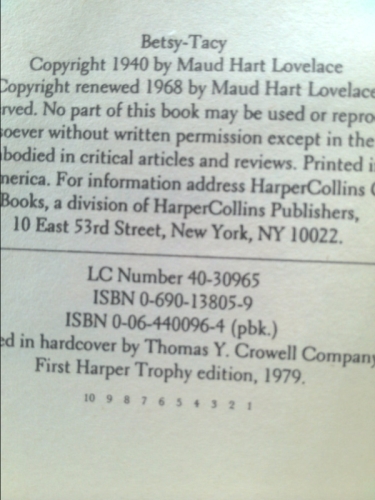 Betsy-Tacy
Copyright 1940 by Maud Hart Lovelace
Copyright renewed 1968 by Maud Hart Lovelace
rved. No part of this book may be used or repro
soever without written permission except in the
bodied in critical articles and reviews. Printed i
merica. For information address HarperCollins C
Books, a division of HarperCollins Publishers,
10 East 53rd Street, New York, NY 10022.
LC Number 40-30965
ISBN 0-690-13805-9
ISBN 0-06-440096-4 (pbk.)
ed in hardcover by Thomas Y. Crowell Company
First Harper Trophy edition, 1979.
10 9 8 7 6 5 4 3 2 1